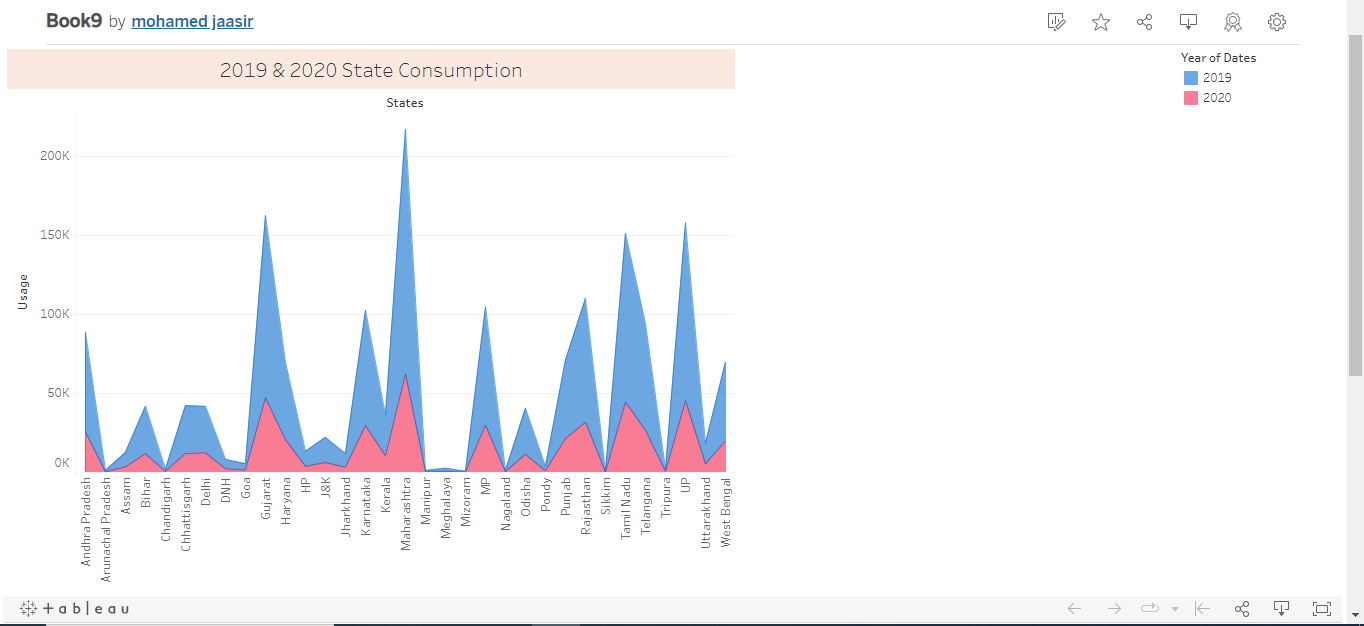 Book9 by mohamed jaasir
2019 & 2020 State Consumption
States
Year of Dates
2019
2020
Usage
200K
150K
100K
50K
0K
Andhra Pradesh
Arunachal Pradesh
Assam
Bihar
Chandigarh
Chhattisgarh
Delhi
DNH
Goa
Gujarat
Haryana
HP
J&K
Jharkhand
Karnataka
Kerala
Maharashtra
Manipur
Meghalaya
Mizoram
MP
Nagaland
Odisha
Pondy
Punjab
Rajasthan
Sikkim
Tamil Nadu
Telangana
Tripura
UP
Uttarakhand
West Bengal
+ a b l e a u